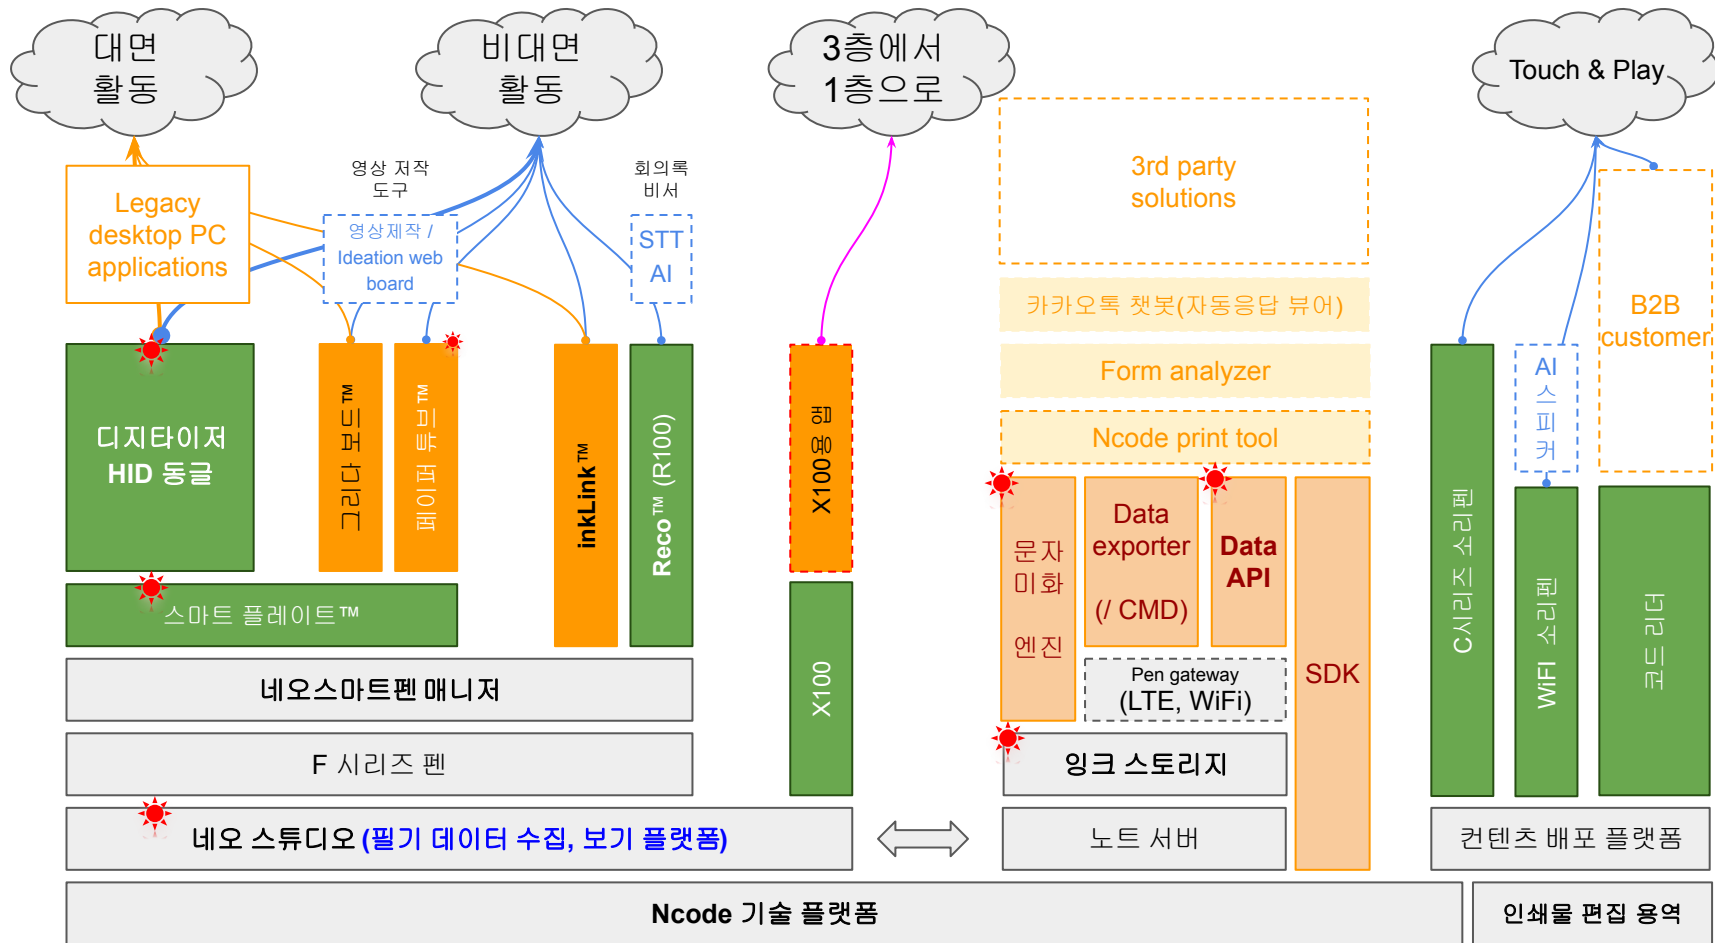 대면
활동
비대면
활동
3층에서
1층으로
Touch & Play
영상 저작
도구
회의록
비서
Legacy
desktop PC
applications
영상제작 /
Ideation web
board
STT
AI
3rd party
solutions
카카오톡 챗봇(자동응답 뷰어)
Form analyzer
Ncode print tool
B2B
customer
AI
스
피
커
디지타이저
HID 동글
그리다 보드™
페이퍼 튜브™
inkLink™
Reco™ (R100)
X100용 앱
X100
문자
미화
엔진
Data
exporter
(/ CMD)
Data
API
SDK
C시리즈 소리펜
WiFI 소리펜
코드 리더
스마트 플레이트™
네오스마트펜 매니저
Pen gateway
(LTE, WiFi)
F 시리즈 펜
잉크 스토리지
네오 스튜디오 (필기 데이터 수집, 보기 플랫폼)
노트 서버
컨텐츠 배포 플랫폼
Ncode 기술 플랫폼
인쇄물 편집 용역